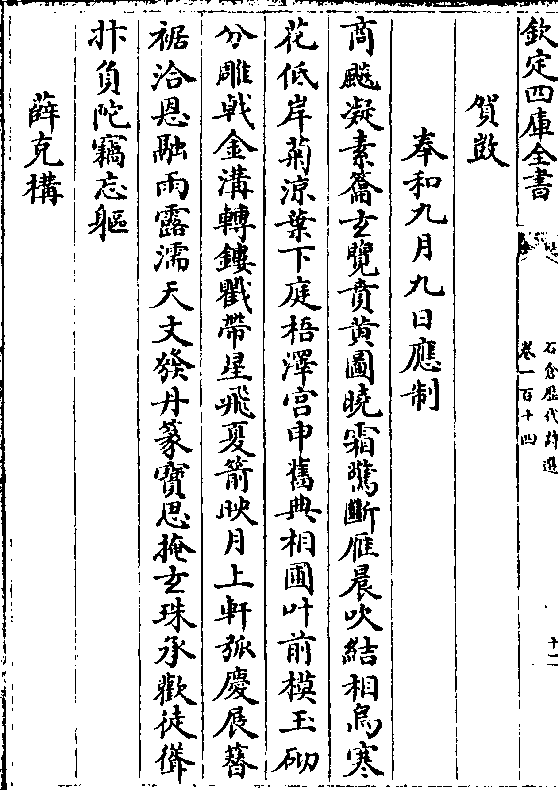 欽定四庫全書
石倉歷代詩選
卷一百十四
十二
賀敳
奉和九月九日應制
商飈凝素籥玄覽賁黄圖曉霜驚斷雁晨吹結相烏寒
花低岸菊涼葉下庭梧澤宫申舊典相圃叶前模玉砌
分雕戟金溝轉鏤衢帶星飛夏箭映月上軒弧慶展簪
裾洽恩融雨露濡天文發丹篆寶思掩玄珠承歡徒聳
抃負陀竊忘軀
薛克構